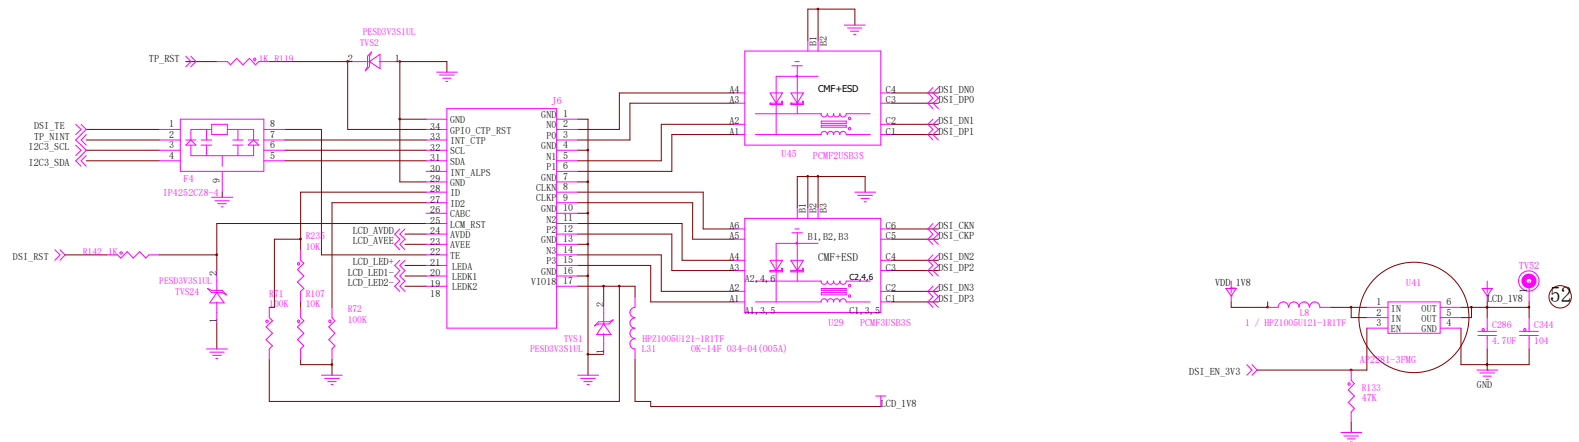 PESD3V3S1UL
TVS2
TP_RST
1K R119
2
1
B1
B2
CMF+ESD
A4
A3
A2
A1
C4
C3
C2
C1
DSI_DN0
DSI_DP0
DSI_DN1
DSI_DP1
U45
PCMF2USB3S
DSI_TE
TP_NINT
I2C3_SCL
I2C3_SDA
1
2
3
4
8
7
6
5
9
F4
IP4252CZ8-4
J6
GND
34
GPIO_CTP_RST
33
INT_CTP
32
SCL
31
SDA
30
INT_ALPS
29
GND
28
ID
27
ID2
26
CABC
25
LCM_RST
24
AVDD
23
AVEE
22
TE
21
LEDA
20
LEDK1
19
LEDK2
18
GND 1
N0 2
P0 3
GND 4
N1 5
P1 6
GND 7
CLKN 8
CLKP 9
GND 10
N2 11
P2 12
GND 13
N3 14
P3 15
GND 16
VIO18 17
LCD_AVDD
LCD_AVEE
LCD_LED+
LCD_LED1-
LCD_LED2-
DSI_RST
R142 1K
PESD3V3S1UL
TVS24
2
1
R235
10K
R71
100K
R107
10K
R72
100K
B1
B2
B3
B1,B2,B3
CMF+ESD
A6
A5
A4
A3
A2
A1
A2,4,6
A1,3,5
C2,4,6
C1,3,5
C6
C5
C4
C3
C2
C1
DSI_CKN
DSI_CKP
DSI_DN2
DSI_DP2
DSI_DN3
DSI_DP3
U29
PCMF3USB3S
2
1
TVS1
PESD3V3S1UL
HPZ1005U121-1R1TF
L31
OK-14F 034-04(005A)
LCD_1V8
VDD_1V8
L8
1 / HPZ1005U121-1R1TF
U41
1
2
3
IN
IN
EN
OUT
OUT
GND
6
5
4
AP2281-3FMG
LCD_1V8
TV52
1
52
C286
4.7UF
C344
104
GND
DSI_EN_3V3
R133
47K